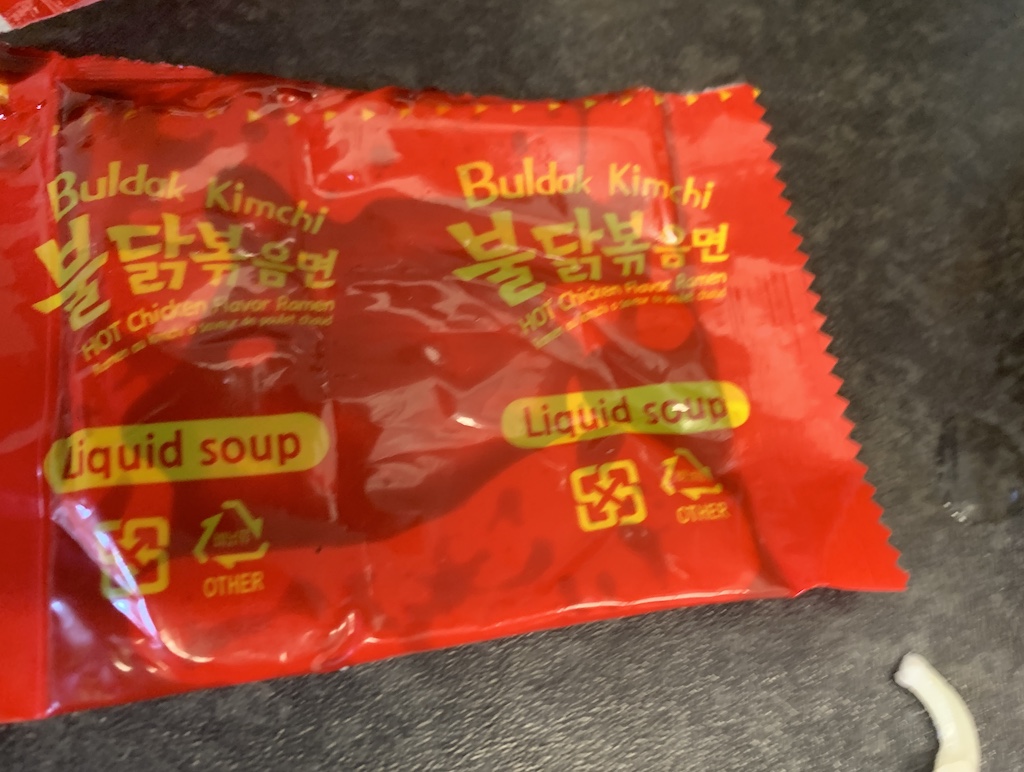 Buldak Kimchi
불닭볶음면
HOT Chicken Flavor Ramen
Liquid soup
OTHER
Buldak Kimchi
불닭볶음면
HOT Chicken Flavor Ramen
Liquid soup
OTHER